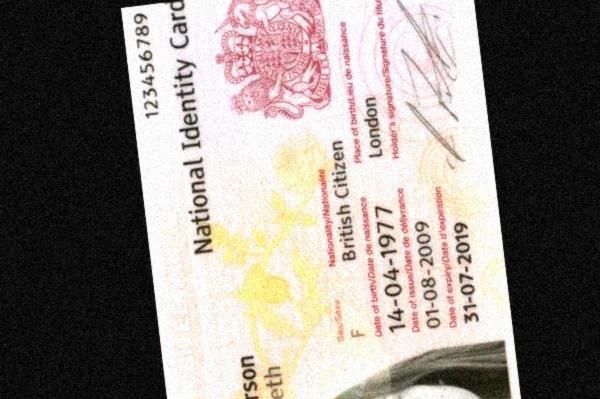 National Identity Card 123456789
rson
eth
Sex/Sexe Nationality/Nationalité
F British Citizen
Date of birth/Date de naissance Place of birth/Lieu de naissance
14-04-1977 London
Date of issue/Date de délivrance Holder's signature/Signature du titu
01-08-2009
Date of expiry/Date d'expiration
31-07-2019